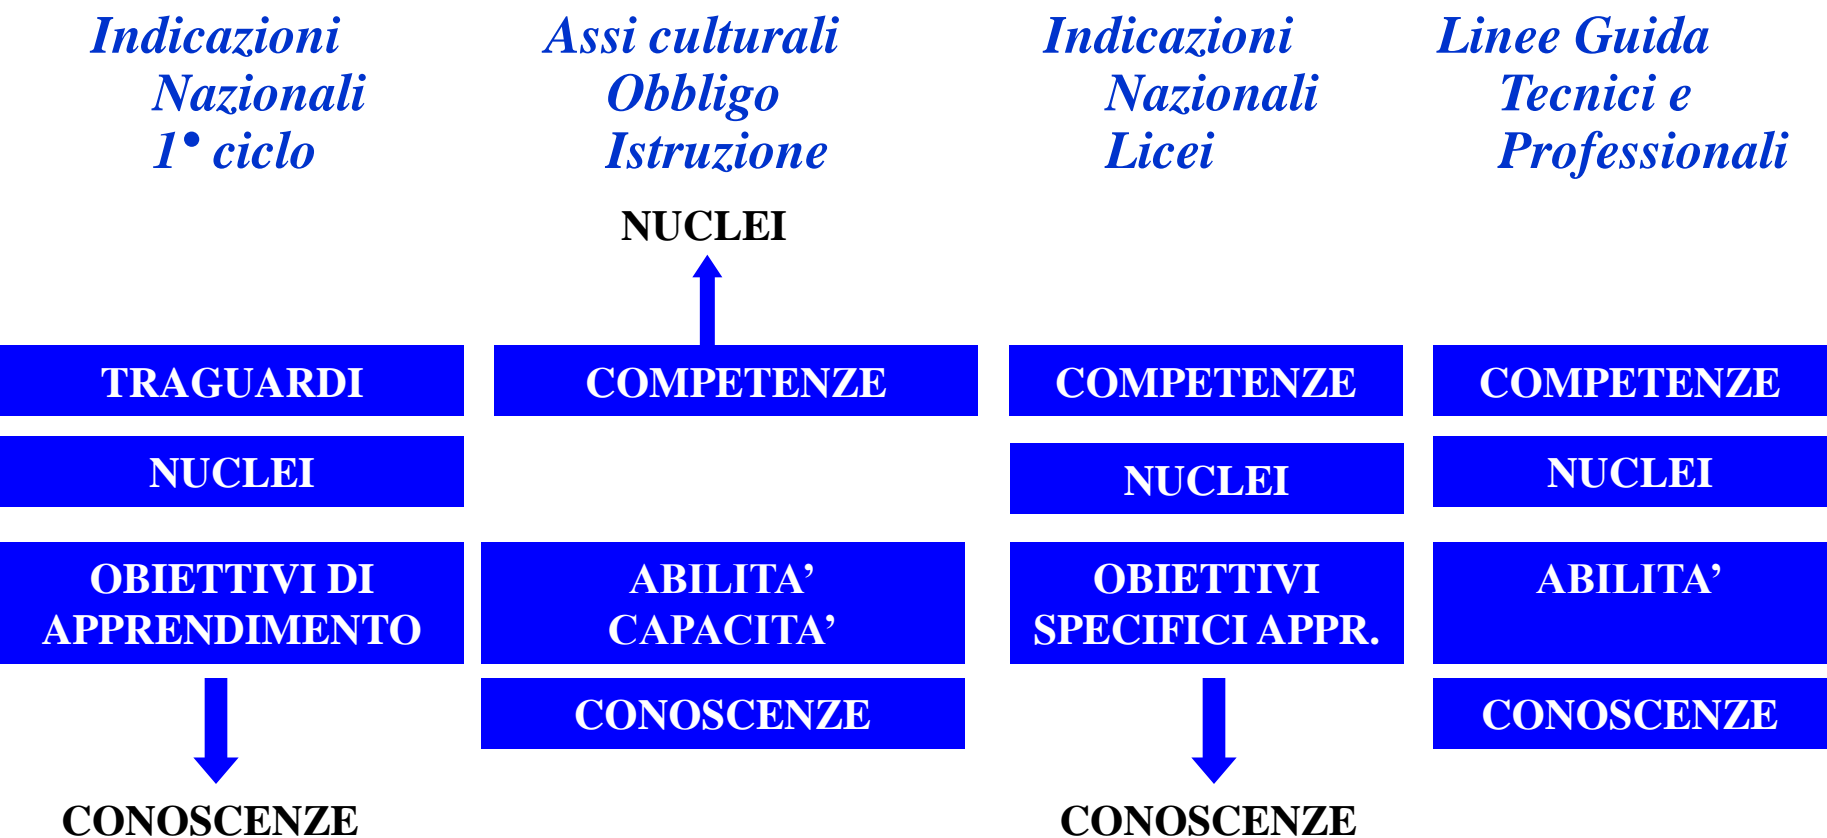 Indicazioni
Nazionali
1• ciclo
Assi culturali
Obbligo
Istruzione
Indicazioni
Nazionali
Licei
Linee Guida
Tecnici e
Professionali
NUCLEI
TRAGUARDI
COMPETENZE
COMPETENZE
COMPETENZE
NUCLEI
NUCLEI
NUCLEI
OBIETTIVI DI
APPRENDIMENTO
ABILITA’
CAPACITA’
OBIETTIVI
SPECIFICI APPR.
ABILITA’
CONOSCENZE
CONOSCENZE
CONOSCENZE
CONOSCENZE